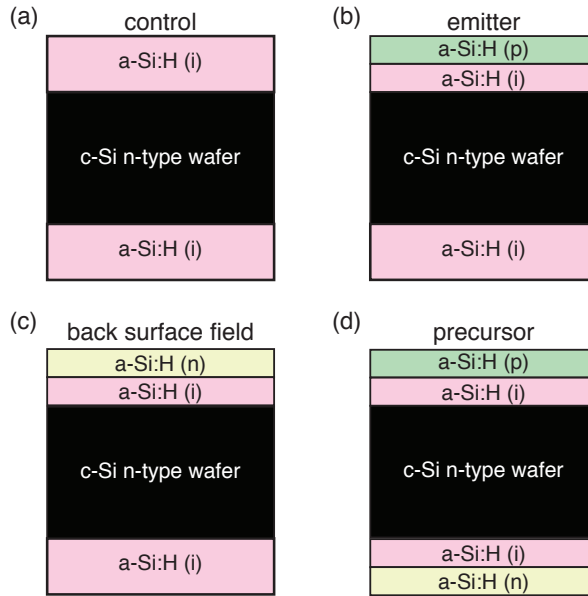 (a)
control
a-Si:H (i)
c-Si n-type wafer
a-Si:H (i)
(b)
emitter
a-Si:H (p)
a-Si:H (i)
c-Si n-type wafer
a-Si:H (i)
(c)
back surface field
a-Si:H (n)
a-Si:H (i)
c-Si n-type wafer
a-Si:H (i)
(d)
precursor
a-Si:H (p)
a-Si:H (i)
c-Si n-type wafer
a-Si:H (i)
a-Si:H (n)